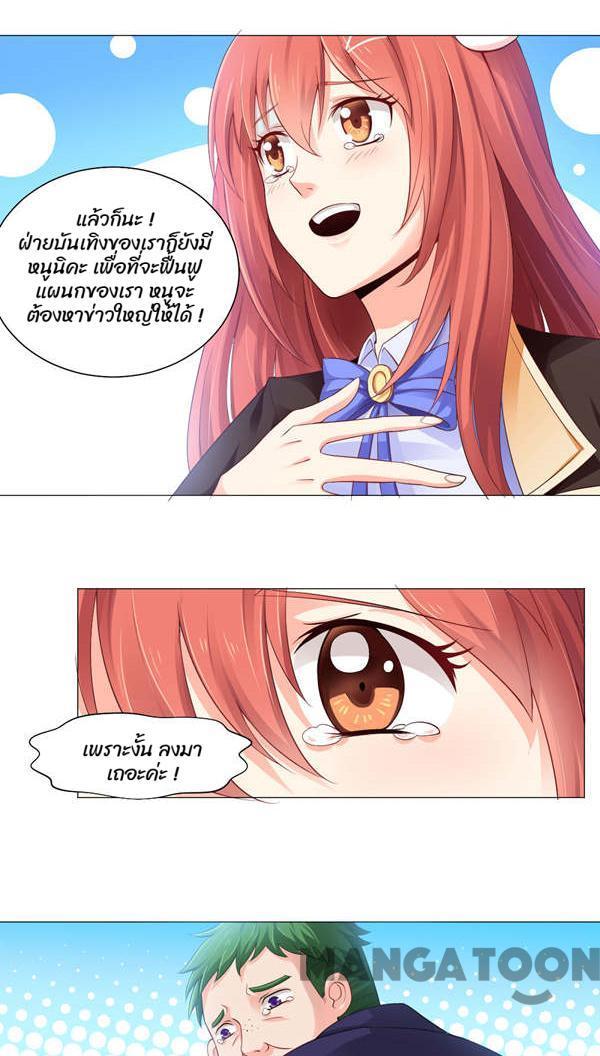 แล้วก็นะ !
ฝ่ายบันเทิงของเราก็ยังมี
หนูนิคะ เพื่อที่จะฟื้นฟู
แผนกของเรา หนูจะ
ต้องหาข่าวใหญ่ให้ได้ !
เพราะงั้น ลงมา
เถอะค่ะ !
MANGATOON